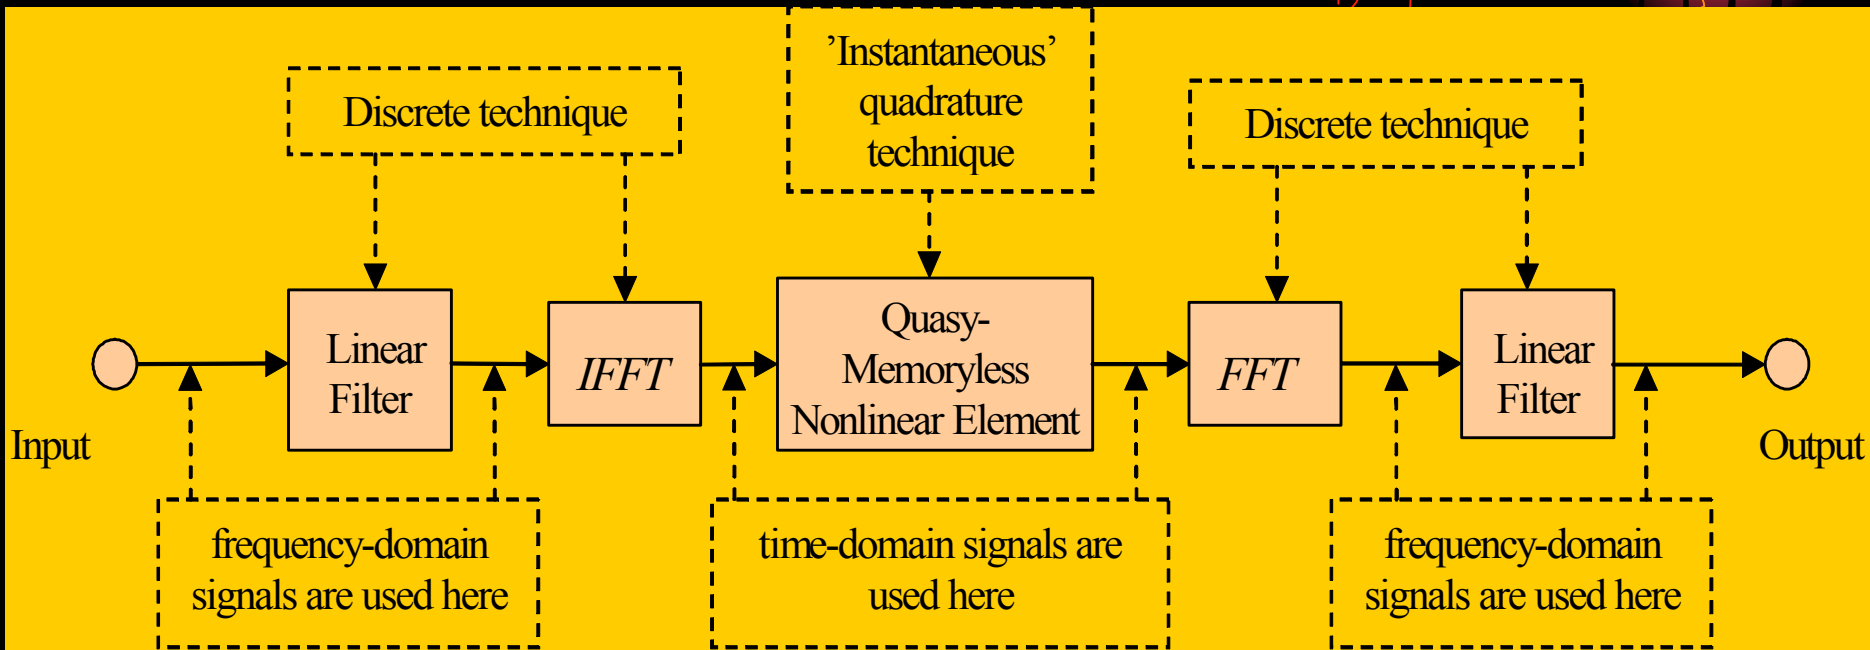 ’Instantaneous’
quadrature
technique
Discrete technique
Discrete technique
Linear
Filter
IFFT
Quasy-
Memoryless
Nonlinear Element
FFT
Linear
Filter
Input
Output
frequency-domain
signals are used here
time-domain signals are
used here
frequency-domain
signals are used here